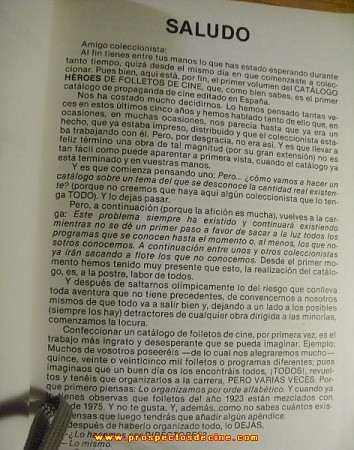 SALUDO
Amigo coleccionista:
Al fin tienes entre tus manos lo que has estado esperando durante
tanto tiempo, quizá desde el mismo día en que comenzaste a colec-
cionar. Pues bien, aquí está, por fin, el primer volumen del CATÁLOGO
HÉROES DE FOLLETOS DE CINE, que, como bien sabes, es el primer
catálogo de propaganda de cine editado en España.
Nos ha costado mucho decidirnos. Lo hemos pensado tantas ve-
ces en estos últimos cinco años y hemos hablado tanto de ello que, en
ocasiones, en muchas ocasiones, nos parecía hasta que ya era un
hecho, que ya estaba impreso, distribuido y que el coleccionista esta-
ba trabajando con él. Pero, por desgracia, no era así. Y es que llevar a
feliz término una obra de tal magnitud (por su gran extensión) no es
tan fácil como puede aparentar a primera vista, cuando el catálogo ya
está terminado y en vuestras manos.
Y es que comienza pensando uno: Pero... ¿cómo vamos a hacer un
catálogo sobre un tema del que se desconoce la cantidad real existen-
te? (porque no creemos que haya aquí algún coleccionista que lo ten-
ga TODO). Y lo dejas pasar.
Pero, a continuación (porque la afición es mucha), vuelves a la car-
ga: Este problema siempre ha existido y continuará existiendo
mientras no se dé un primer paso a favor de sacar a la luz todos los
programas que se conocen hasta el momento o, al menos, los que no-
sotros conocemos. A continuación entre unos y otros coleccionistas
ya irán sacando a flote los que no conocemos. Desde el primer mo-
mento hemos tenido muy presente que esto, la realización del catálo-
go, es, a la postre, labor de todos.
Y después de saltarnos olímpicamente lo del riesgo que conlleva
toda aventura que no tiene precedentes, de convencernos a nosotros
mismos de que todo va a salir bien y, dejando a un lado a los posibles
(siempre los hay) detractores de cualquier obra dirigida a las minorías,
comenzamos la locura.
Confeccionar un catálogo de folletos de cine, por primera vez, es el
trabajo más ingrato y desesperante que se pueda imaginar. Ejemplo:
Muchos de vosotros poseeréis —de lo cual nos alegraremos mucho—
quince, veinte o veinticinco mil folletos o programas diferentes; pues
imaginaos que un buen día os los encontráis todos, ¡TODOS!, revuel-
tos y tenéis que organizarlos a la carrera, PERO VARIAS VECES. Por-
que primero piensas: Lo organizamos por orden alfabético. Y cuando ya
tienes observas que folletos del año 1923 están mezclados con
de 1975. Y no te gusta. Y, además, como no sabes cuántos exis-
piensas que luego tendrás que añadir algún apéndice.
después de haberlo organizado todo, lo DEJAS.
DIRECTORES?
—Lo mismo.
www.prospectosdecine.com